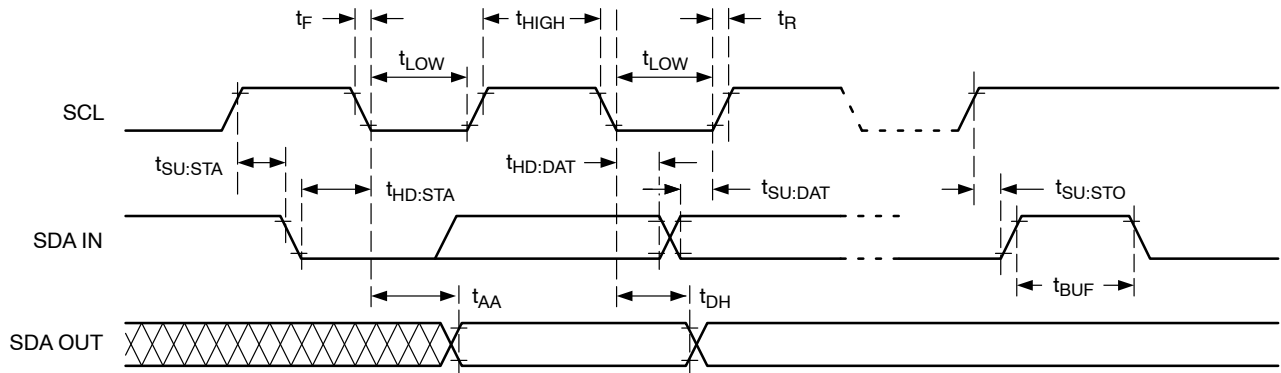 tF
tHIGH
tR
tLOW
tLOW
SCL
tSU:STA
tHD:STA
tHD:DAT
tSU:DAT
tSU:STO
SDA IN
tBUF
tAA
tDH
SDA OUT